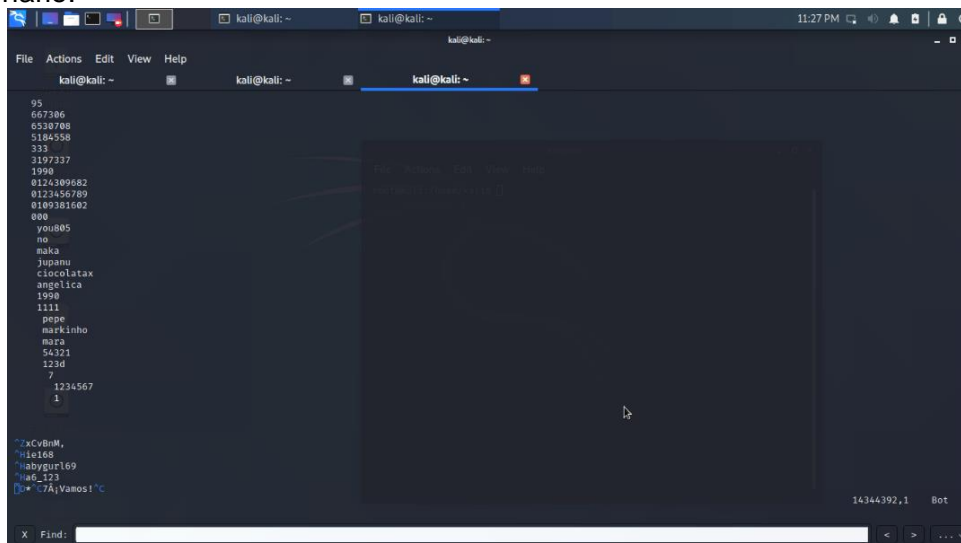 kali@kali: ~ kali@kali: ~ 11:27 PM
kali@kali: ~
File Actions Edit View Help
kali@kali: ~ kali@kali: ~ kali@kali: ~
95
667306
6530708
5184558
333
3197337
1990
0124309682
0123456789
0109381602
000
you805
no
maka
jupanu
ciocolatax
angelica
1990
1111
pepe
markinho
mara
54321
123d
7
1234567
1
^ZxCvBnM,
^Hie168
^Habygurl69
^Ha6_123
^C7Â¡Vamos!^C
14344392,1 Bot
X Find: < > ...